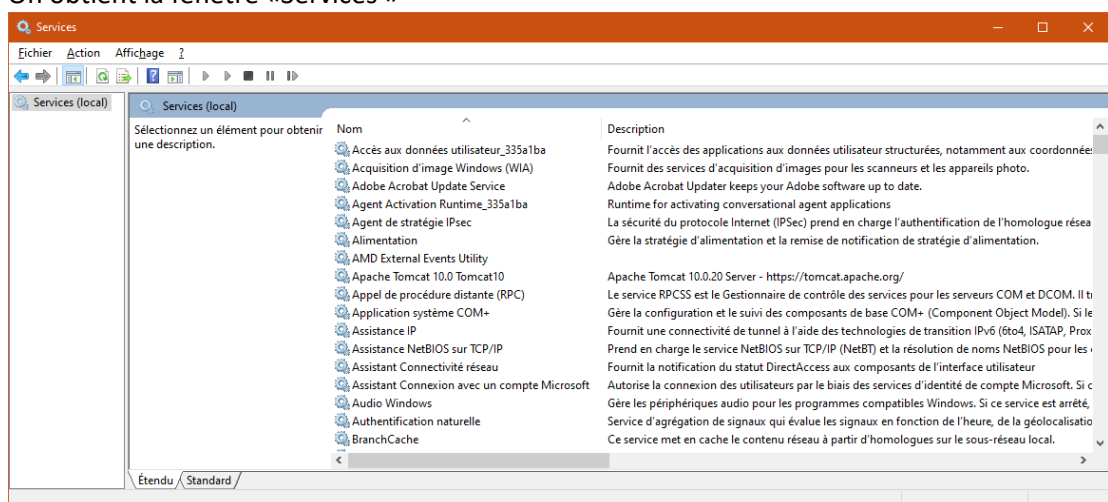 On obtient la fenêtre «Services »
Services
Fichier Action Affichage ?
Services (local)
Services (local)
Sélectionnez un élément pour obtenir une description.
Nom Description
Accès aux données utilisateur_335a1ba Fournit l'accès des applications aux données utilisateur structurées, notamment aux coordonnées
Acquisition d'image Windows (WIA) Fournit des services d'acquisition d'images pour les scanneurs et les appareils photo.
Adobe Acrobat Update Service Adobe Acrobat Updater keeps your Adobe software up to date.
Agent Activation Runtime_335a1ba Runtime for activating conversational agent applications
Agent de stratégie IPsec La sécurité du protocole Internet (IPSec) prend en charge l'authentification de l'homologue résea
Alimentation Gère la stratégie d'alimentation et la remise de notification de stratégie d'alimentation.
AMD External Events Utility
Apache Tomcat 10.0 Tomcat10 Apache Tomcat 10.0.20 Server - https://tomcat.apache.org/
Appel de procédure distante (RPC) Le service RPCSS est le Gestionnaire de contrôle des services pour les serveurs COM et DCOM. Il
Application système COM+ Gère la configuration et le suivi des composants de base COM+ (Component Object Model). Si le
Assistance IP Fournit une connectivité de tunnel à l'aide des technologies de transition IPv6 (6to4, ISATAP, Prox
Assistance NetBIOS sur TCP/IP Prend en charge le service NetBIOS sur TCP/IP (NetBT) et la résolution de noms NetBIOS pour les
Assistant Connectivité réseau Fournit la notification du statut DirectAccess aux composants de l'interface utilisateur
Assistant Connexion avec un compte Microsoft Autorise la connexion des utilisateurs par le biais des services d'identité de compte Microsoft. Si c
Audio Windows Gère les périphériques audio pour les programmes compatibles Windows. Si ce service est arrêté,
Authentification naturelle Service d'agrégation de signaux qui évalue les signaux en fonction de l'heure, de la géolocalisatio
BranchCache Ce service met en cache le contenu réseau à partir d'homologues sur le sous-réseau local.
Étendu Standard